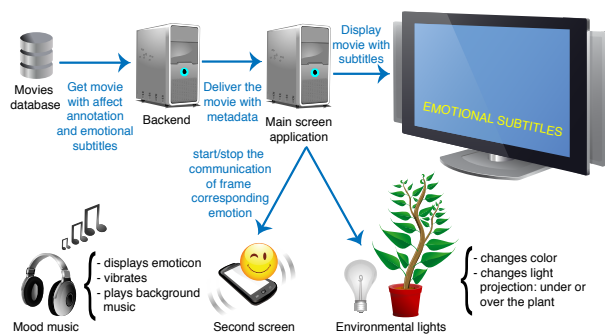 Movies
database
Get movie
with affect
annotation
and emotional
subtitles
Backend
Deliver the
movie with
metadata
Main screen
application
Display
movie with
subtitles
EMOTIONAL SUBTITLES
start/stop the
communication
of frame
corresponding
emotion
Mood music
- displays emoticon
- vibrates
- plays background
music
Second screen
Environmental lights
- changes color
- changes light
projection: under or
over the plant